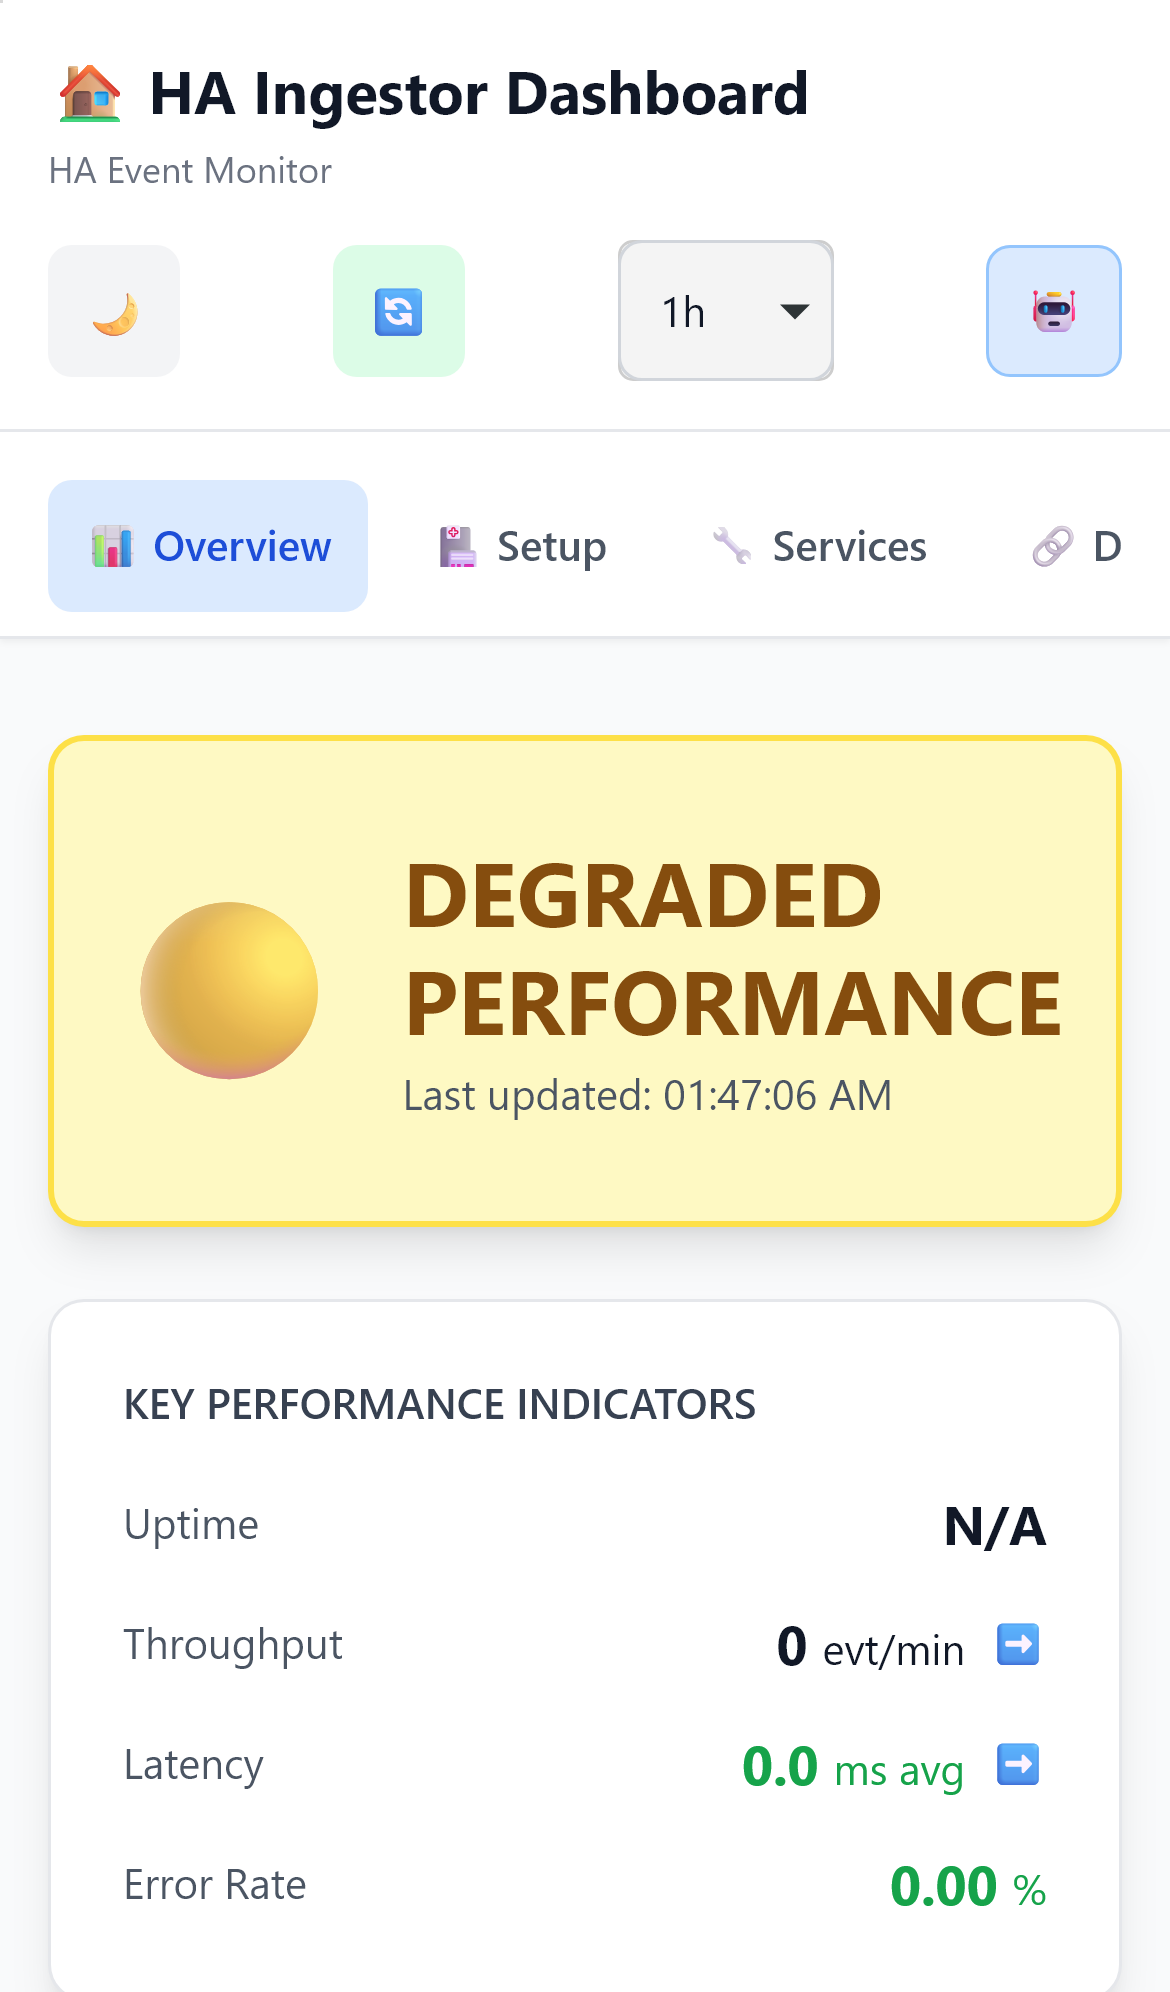 HA Ingestor Dashboard
HA Event Monitor
1h
Overview Setup Services D
DEGRADED
PERFORMANCE
Last updated: 01:47:06 AM
KEY PERFORMANCE INDICATORS
Uptime N/A
Throughput 0 evt/min
Latency 0.0 ms avg
Error Rate 0.00 %